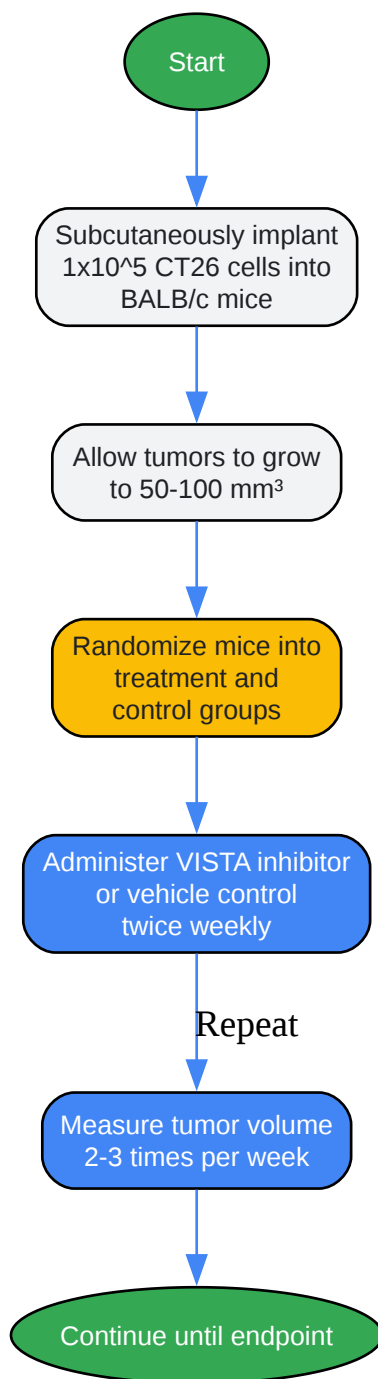 Start
Subcutaneously implant
1x10^5 CT26 cells into
BALB/c mice
Allow tumors to grow
to 50-100 mm³
Randomize mice into
treatment and
control groups
Administer VISTA inhibitor
or vehicle control
twice weekly
Repeat
Measure tumor volume
2-3 times per week
Continue until endpoint